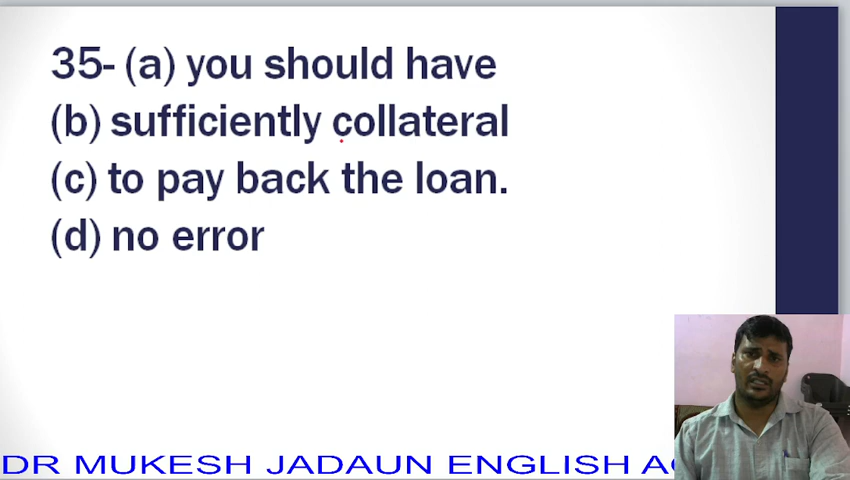 35- (a) you should have
(b) sufficiently collateral
(c) to pay back the loan.
(d) no error
DR MUKESH JADAUN ENGLISH